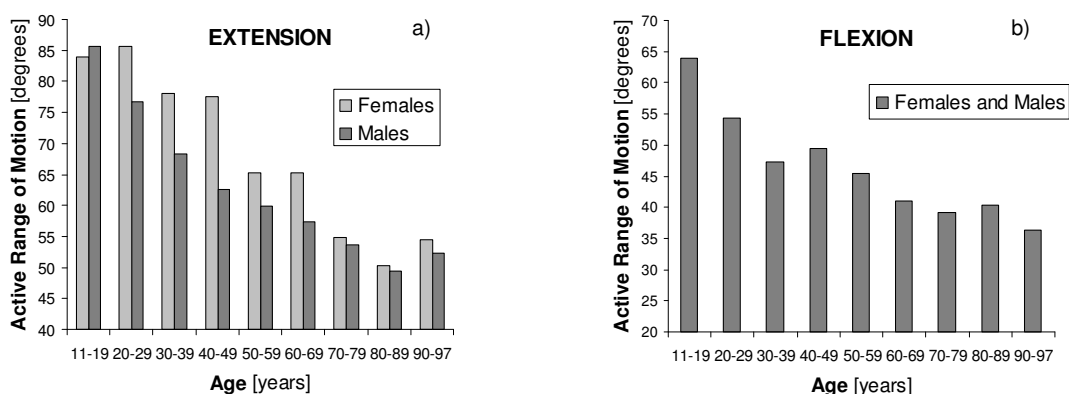 EXTENSION
a)
Active Range of Motion [degrees]
90
85
80
75
70
65
60
55
50
45
40
Females
Males
11-19 20-29 30-39 40-49 50-59 60-69 70-79 80-89 90-97
Age [years]
FLEXION
b)
Active Range of Motion [degrees]
70
65
60
55
50
45
40
35
30
25
20
Females and Males
11-19 20-29 30-39 40-49 50-59 60-69 70-79 80-89 90-97
Age [years]